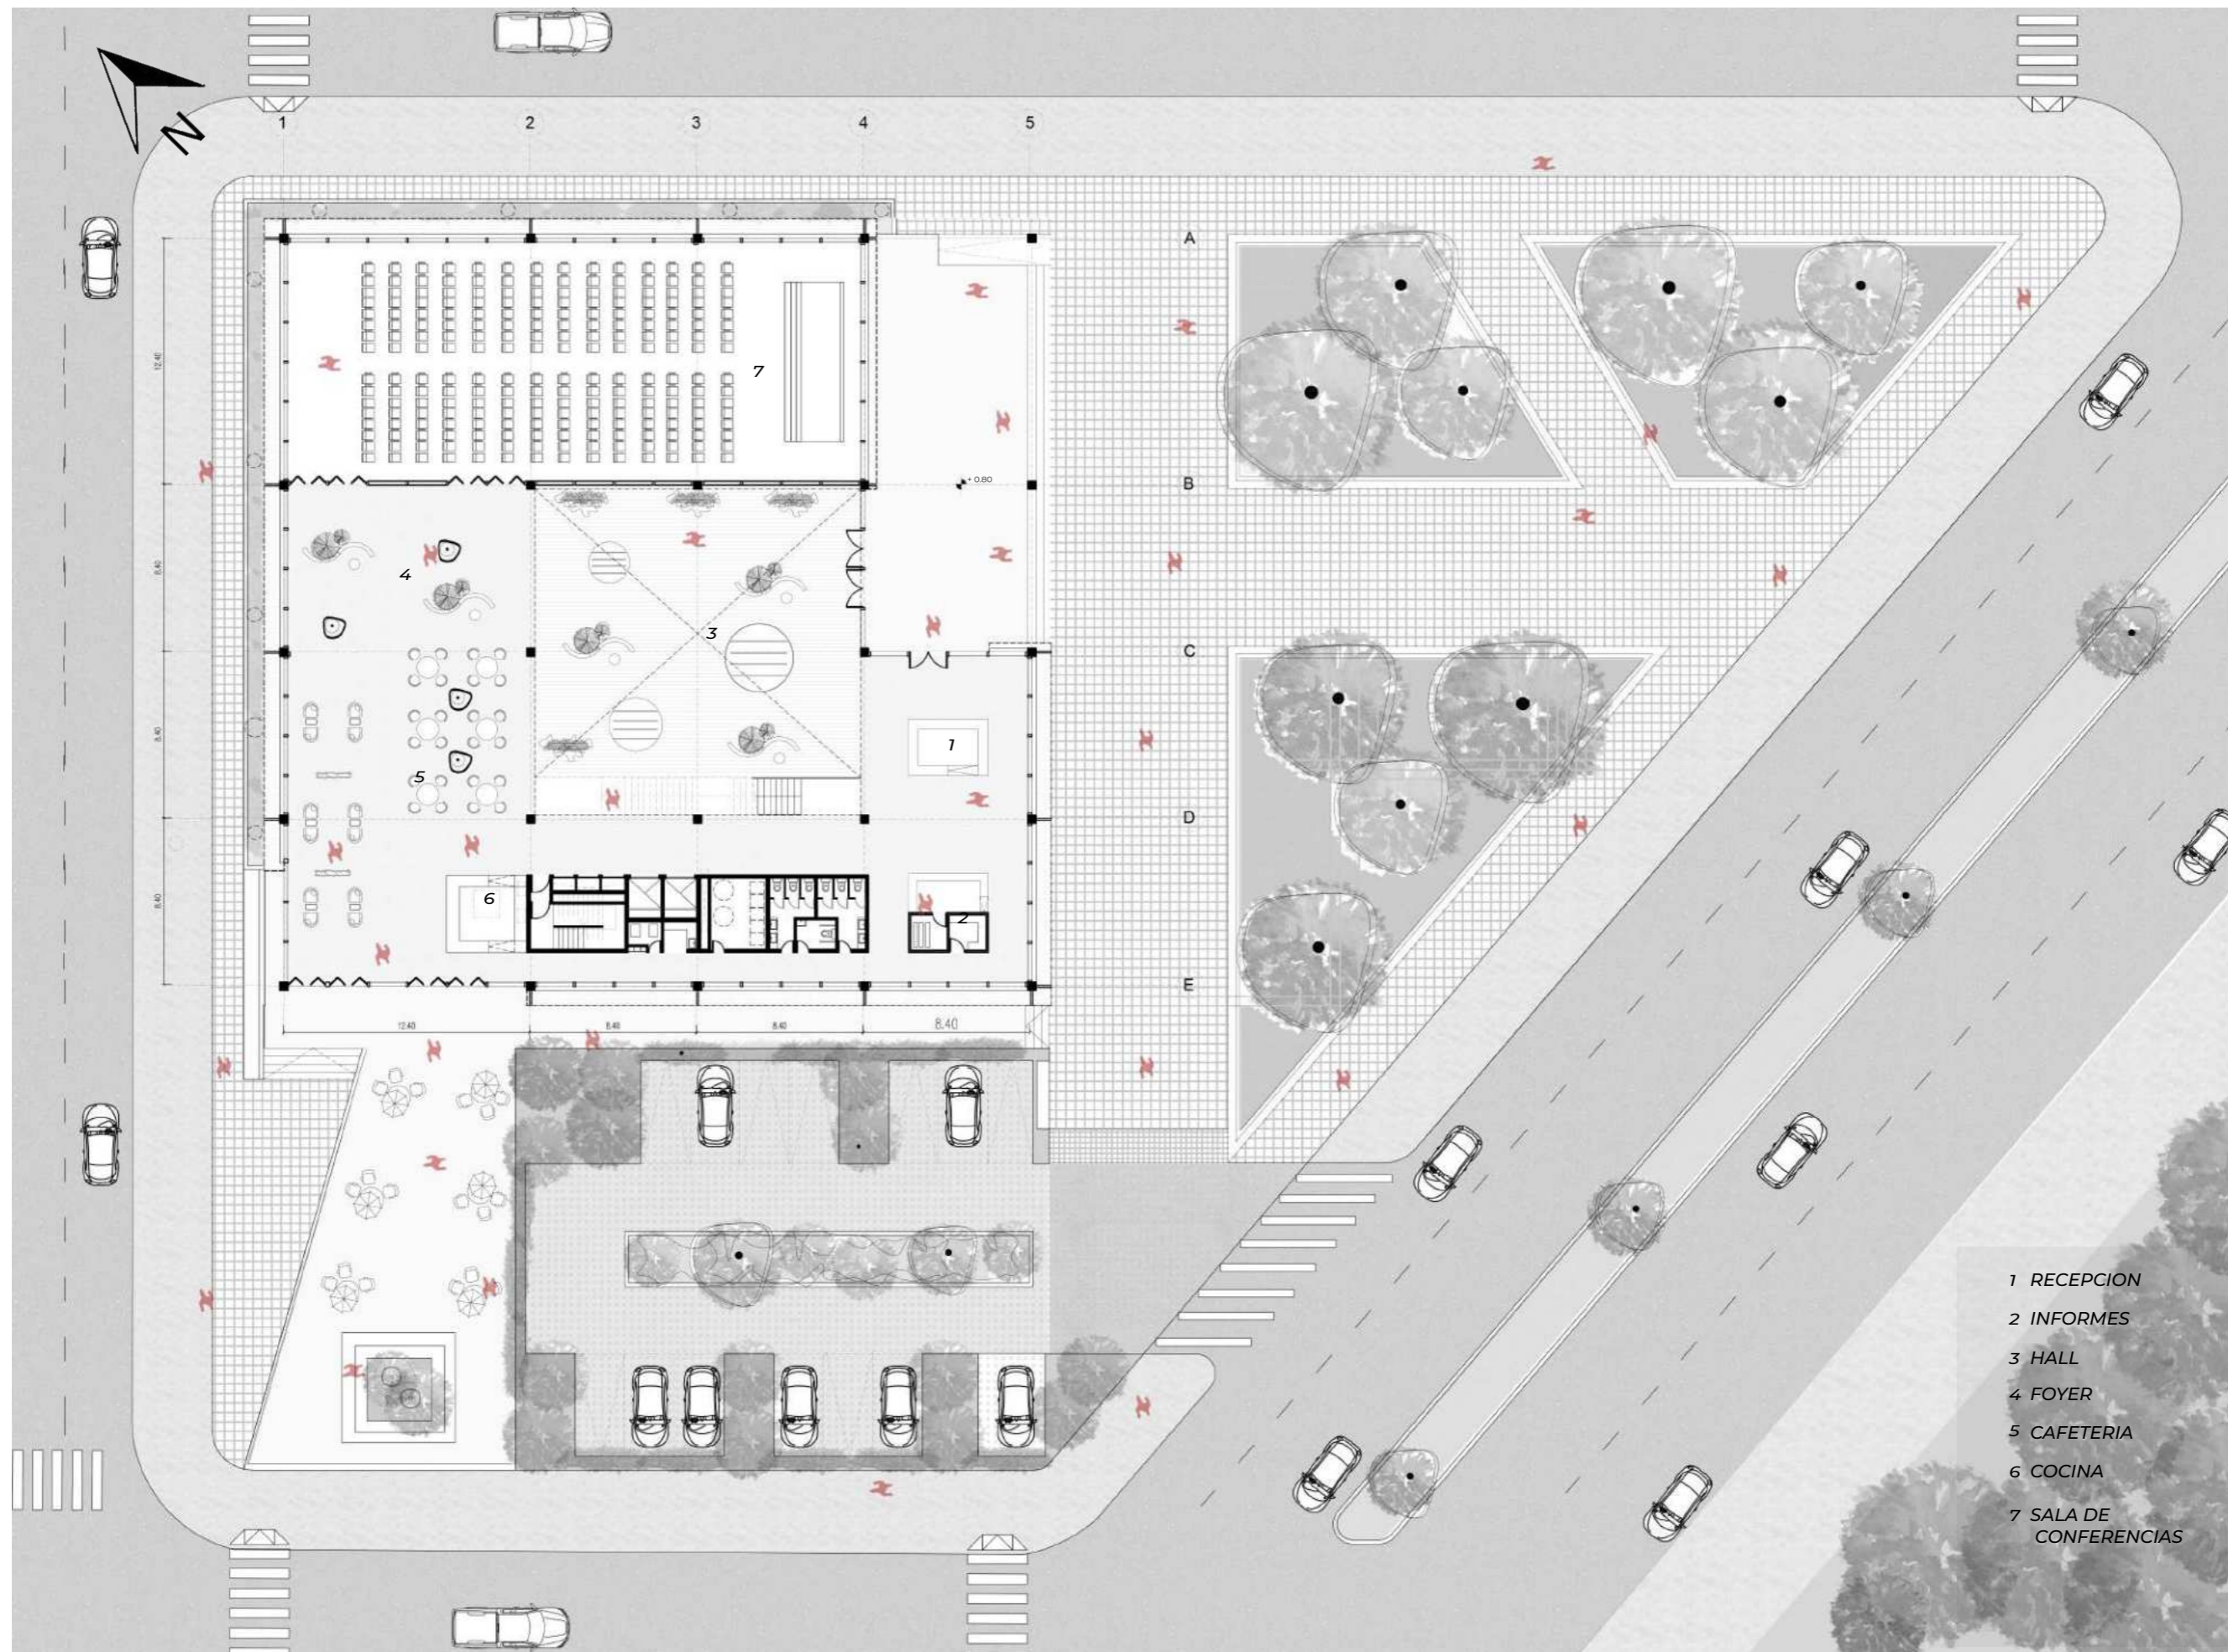 N
1
2
3
4
5
A
B
C
D
E
12.40
8.40
8.40
8.40
7
+ 0.80
4
3
1
5
6
2
12.40
8.40
8.40
8.40
1 RECEPCION
2 INFORMES
3 HALL
4 FOYER
5 CAFETERIA
6 COCINA
7 SALA DE
CONFERENCIAS